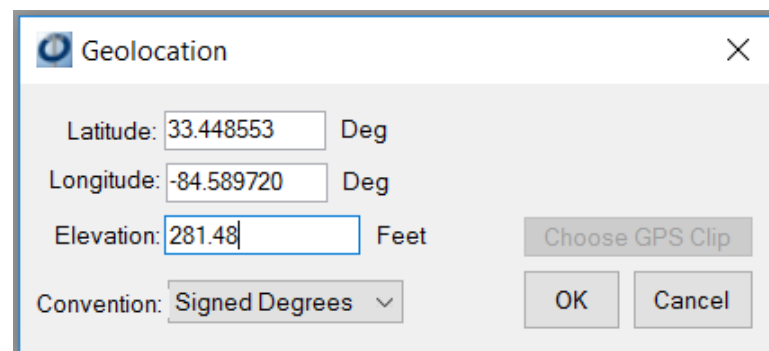 Geolocation
Latitude: 33.448553 Deg
Longitude: -84.589720 Deg
Elevation: 281.48 Feet
Choose GPS Clip
Convention: Signed Degrees
OK Cancel